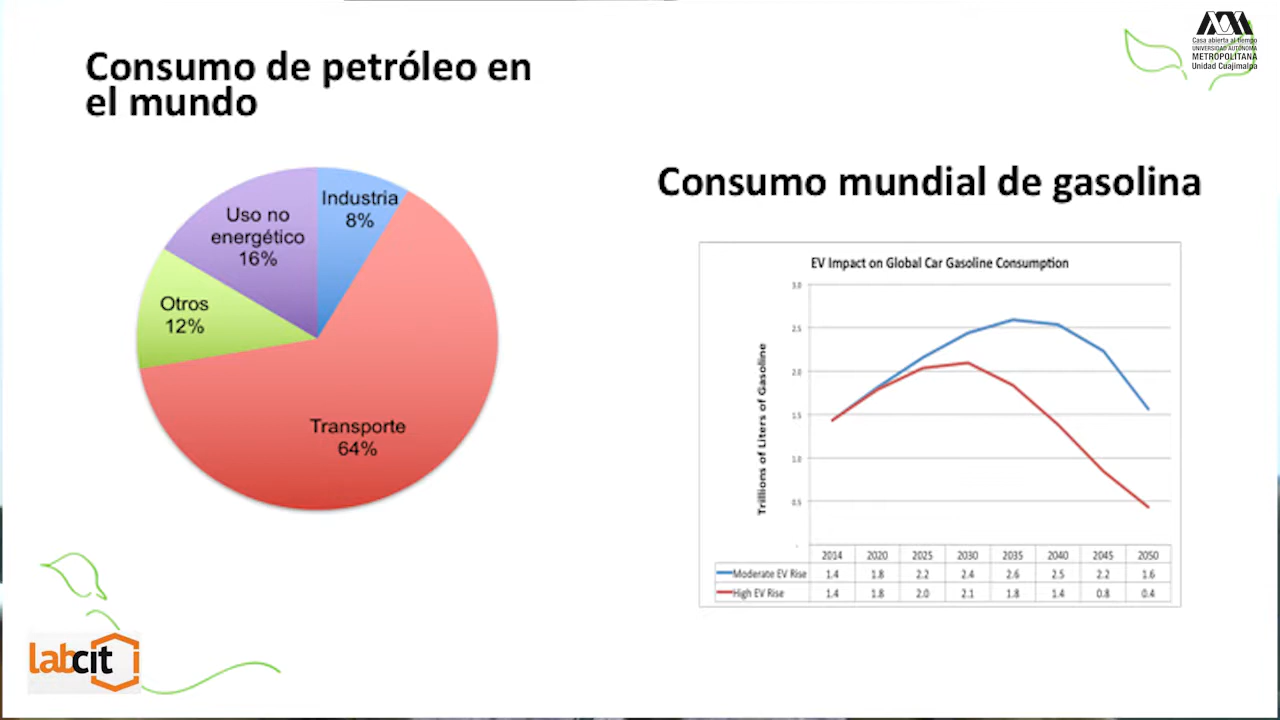 Consumo de petróleo en
el mundo
Casa abierta al tiempo
UNIVERSIDAD AUTÓNOMA
METROPOLITANA
Unidad Cuajimalpa
Industria
8%
Uso no
energético
16%
Otros
12%
Transporte
64%
Consumo mundial de gasolina
EV Impact on Global Car Gasoline Consumption
Trillions of Liters of Gasoline
3.0
2.5
2.0
1.5
1.0
0.5
-
2014 2020 2025 2030 2035 2040 2045 2050
Moderate EV Rise 1.4 1.8 2.2 2.4 2.6 2.5 2.2 1.6
High EV Rise 1.4 1.8 2.0 2.1 1.8 1.4 0.8 0.4
labcit